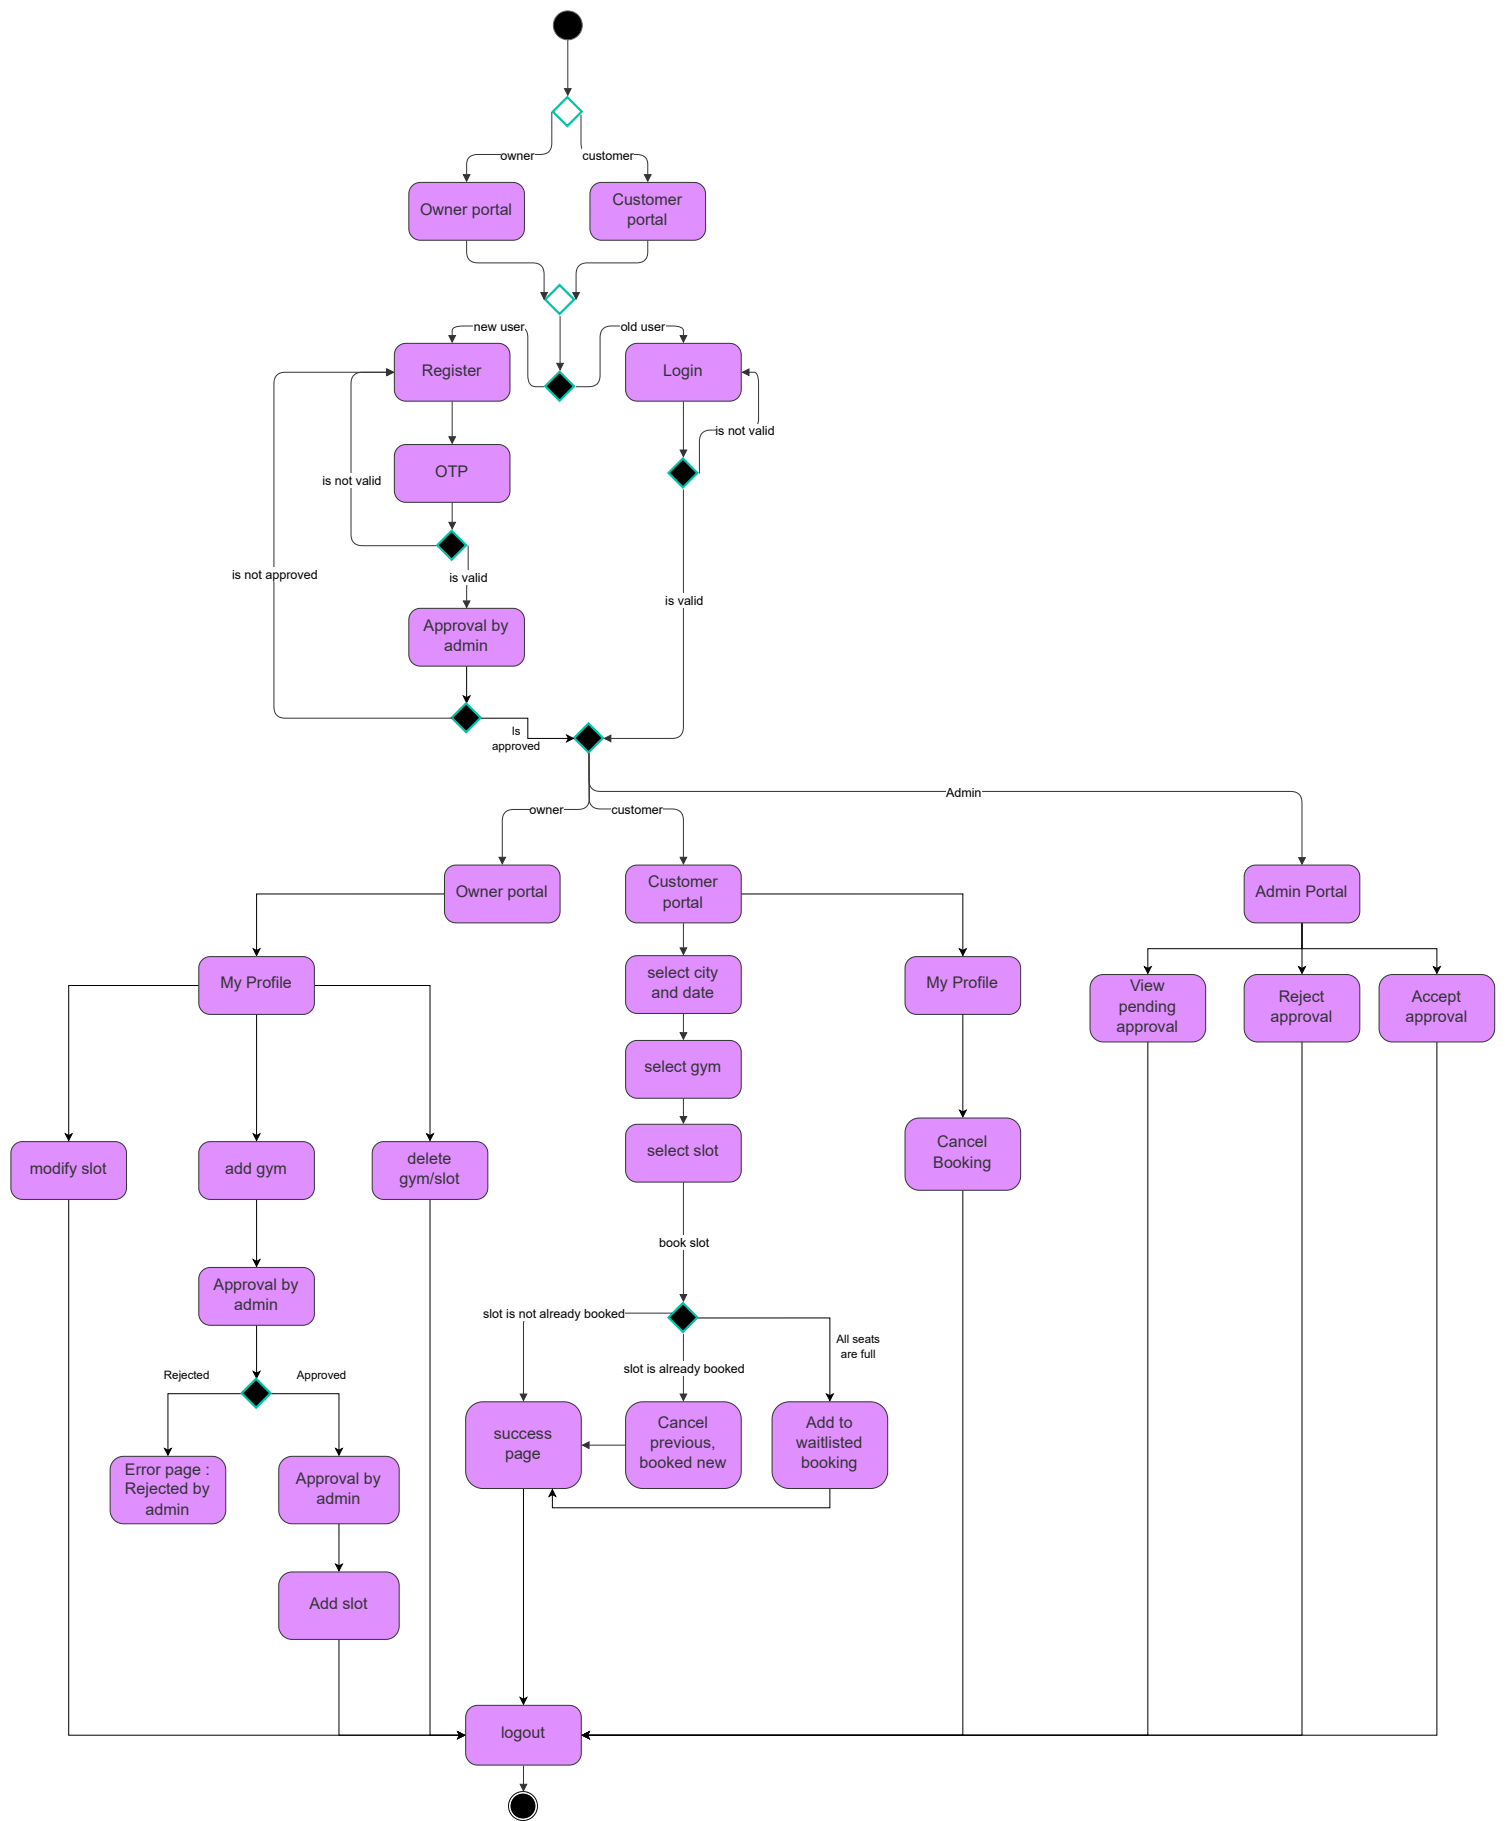 owner
customer
Owner portal
Customer
portal
new user
old user
Register
Login
is not valid
OTP
is not valid
is not approved
is valid
is valid
Approval by
admin
Is
approved
Admin
owner
customer
Owner portal
Customer
portal
Admin Portal
My Profile
select city
and date
My Profile
View
pending
approval
Reject
approval
Accept
approval
select gym
modify slot
add gym
delete
gym/slot
select slot
Cancel
Booking
book slot
Approval by
admin
slot is not already booked
All seats
are full
slot is already booked
Rejected
Approved
success
page
Cancel
previous,
booked new
Add to
waitlisted
booking
Error page :
Rejected by
admin
Approval by
admin
Add slot
logout